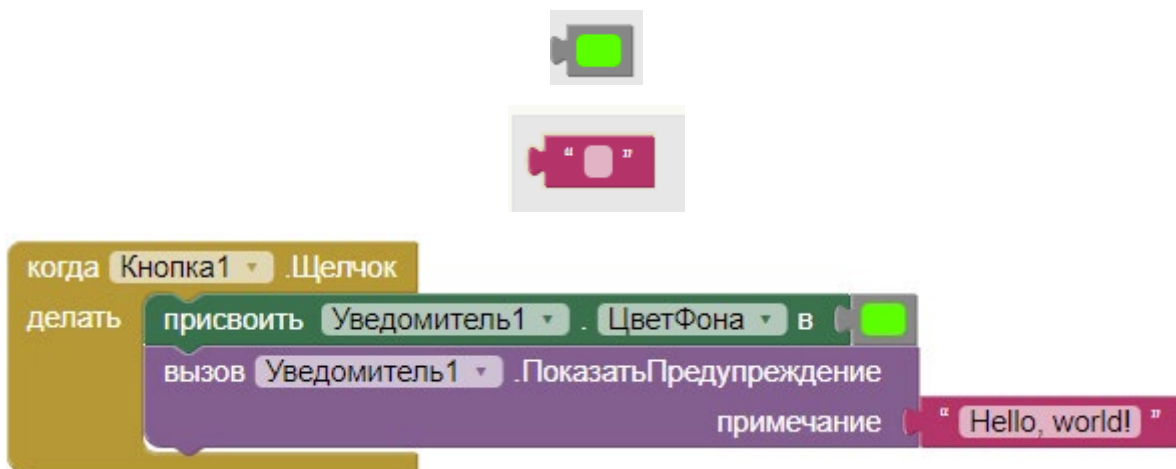 “ ”
когда Кнопка1 .Щелчок
делать присвоить Уведомитель1 . ЦветФона в
вызов Уведомитель1 .ПоказатьПредупреждение
примечание “ Hello, world! ”